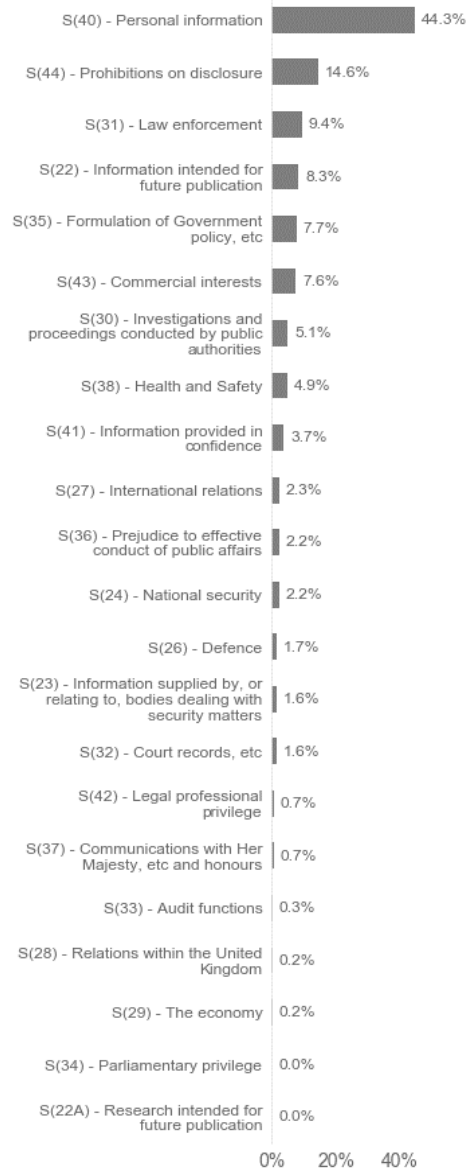 S(40) - Personal information 44.3%
S(44) - Prohibitions on disclosure 14.6%
S(31) - Law enforcement 9.4%
S(22) - Information intended for
future publication 8.3%
S(35) - Formulation of Government
policy, etc 7.7%
S(43) - Commercial interests 7.6%
S(30) - Investigations and
proceedings conducted by public
authorities 5.1%
S(38) - Health and Safety 4.9%
S(41) - Information provided in
confidence 3.7%
S(27) - International relations 2.3%
S(36) - Prejudice to effective
conduct of public affairs 2.2%
S(24) - National security 2.2%
S(26) - Defence 1.7%
S(23) - Information supplied by, or
relating to, bodies dealing with
security matters 1.6%
S(32) - Court records, etc 1.6%
S(42) - Legal professional
privilege 0.7%
S(37) - Communications with Her
Majesty, etc and honours 0.7%
S(33) - Audit functions 0.3%
S(28) - Relations within the United
Kingdom 0.2%
S(29) - The economy 0.2%
S(34) - Parliamentary privilege 0.0%
S(22A) - Research intended for
future publication 0.0%
0% 20% 40%